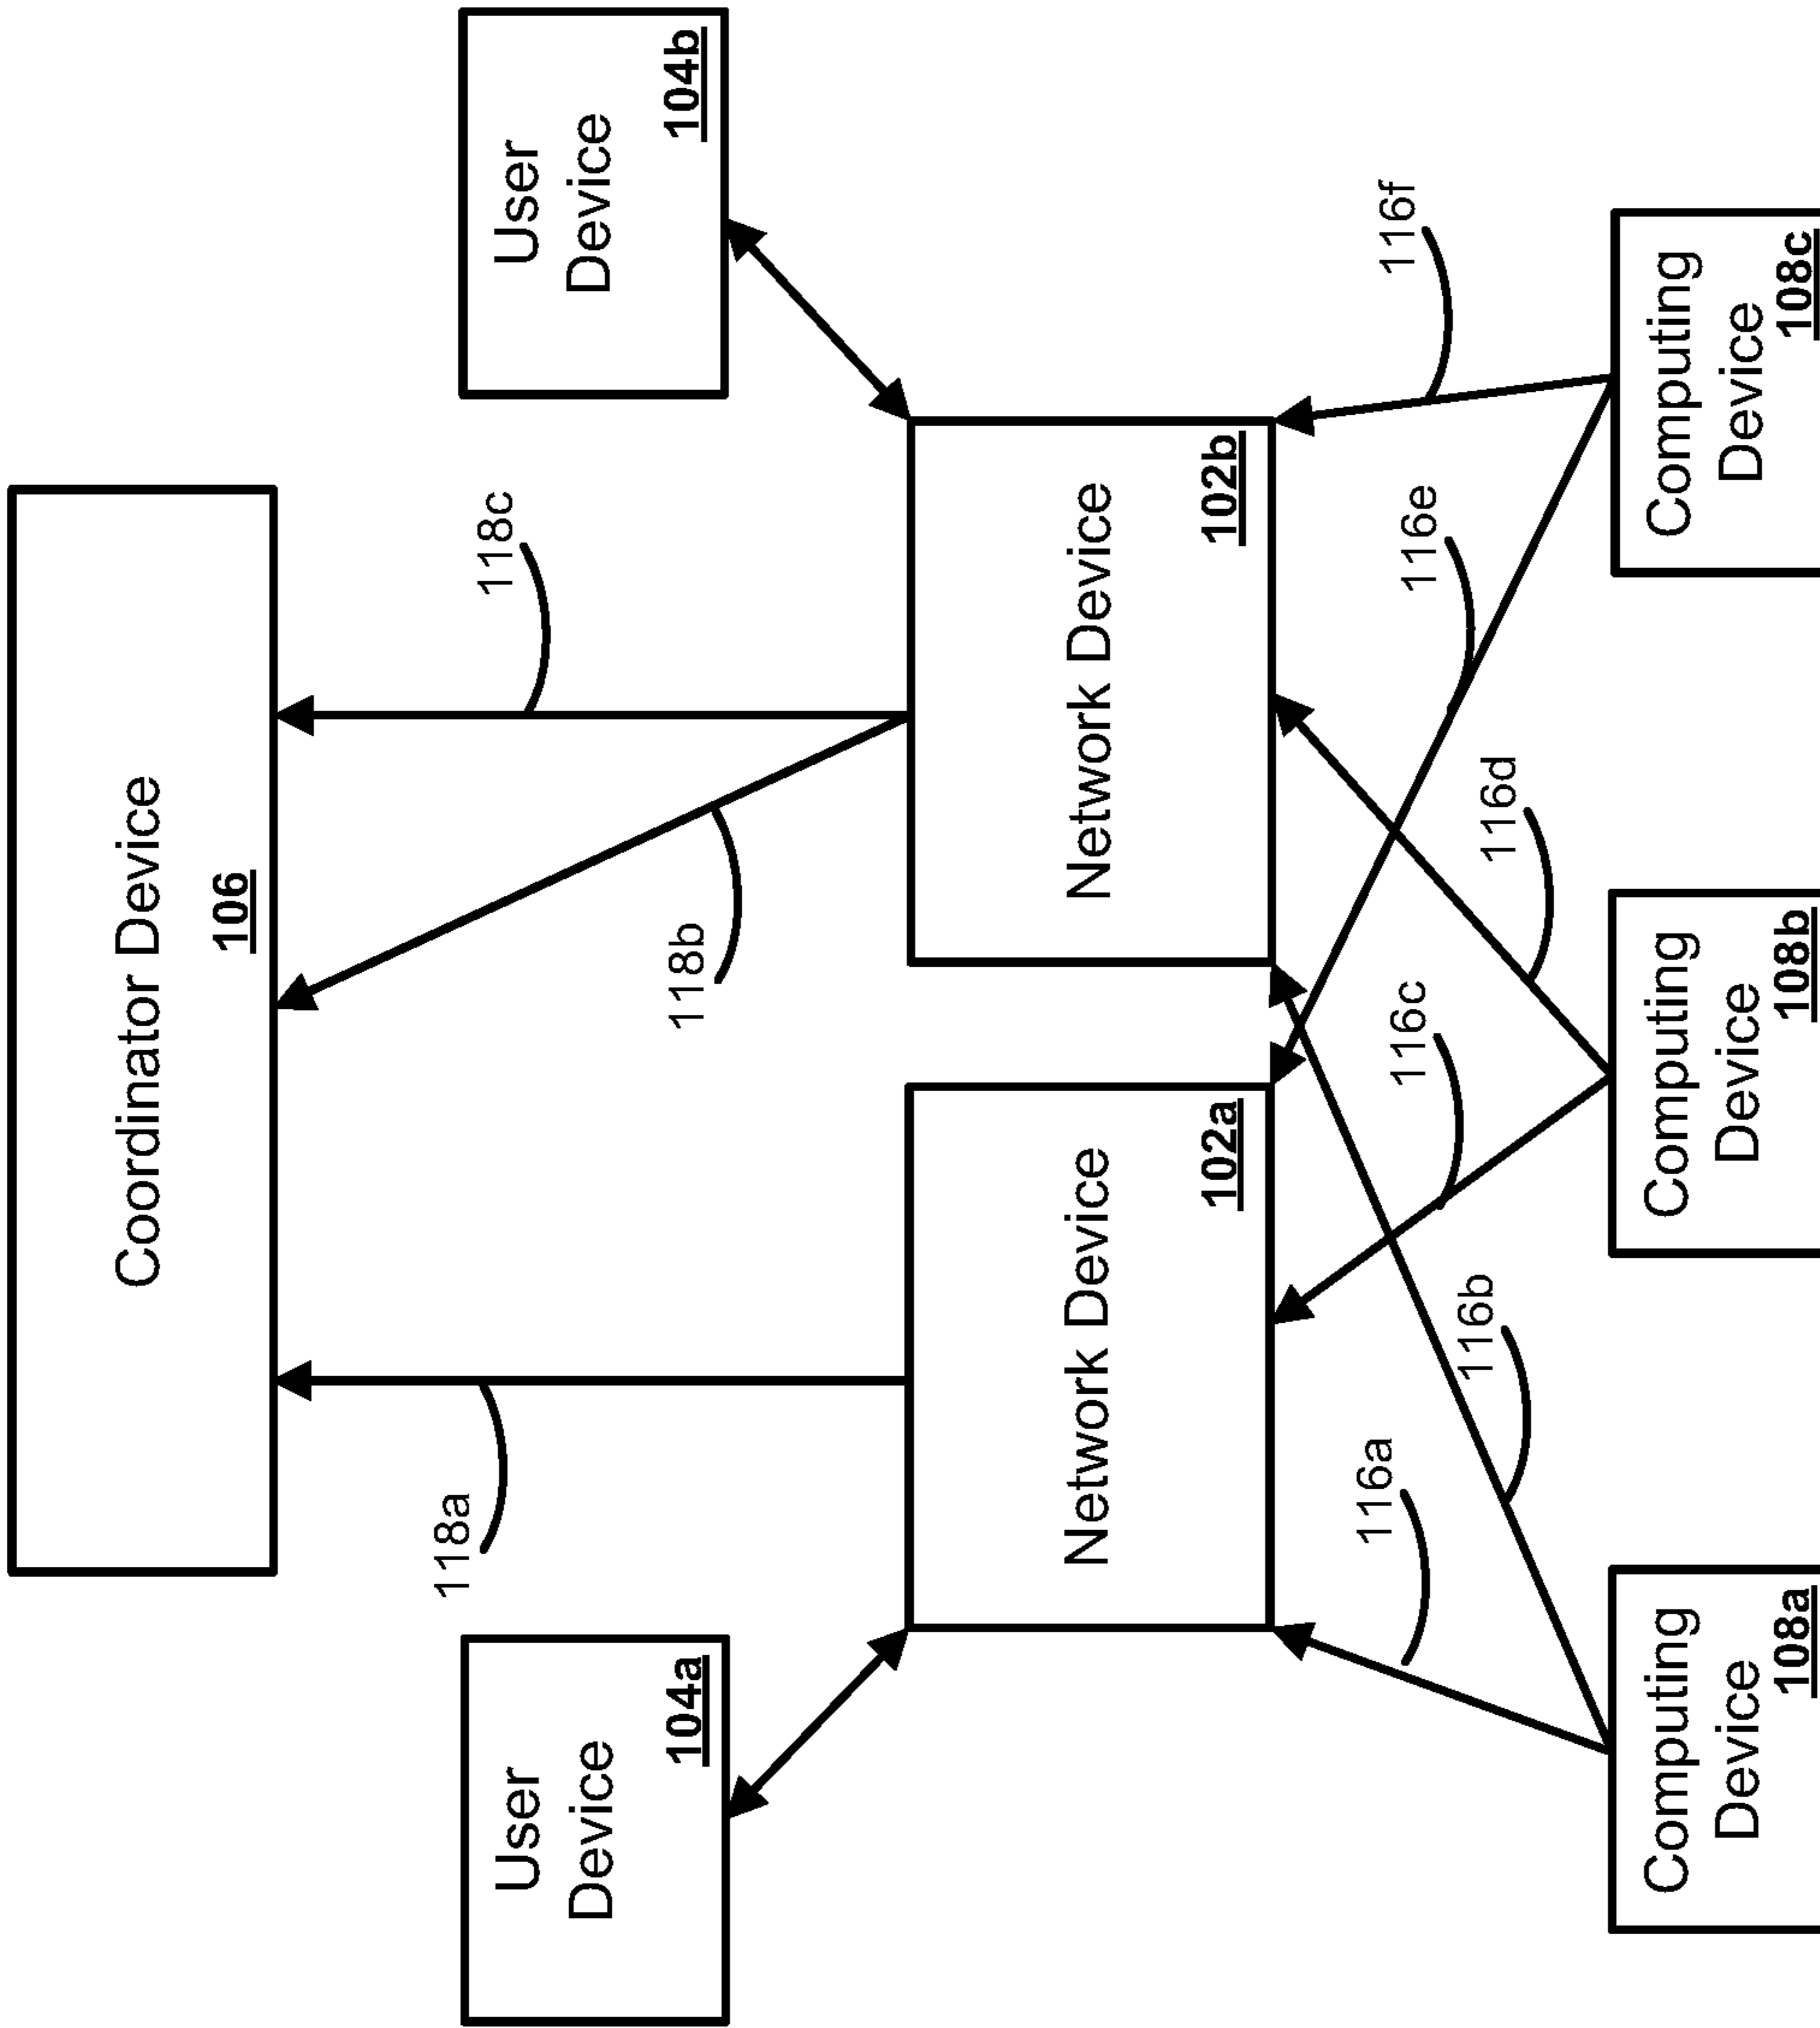 Coordinator Device
106
User
Device
104a
118a
118b
118c
User
Device
104b
Network Device
102a
Network Device
102b
116a
116b
116c
116d
116e
116f
Computing
Device
108a
Computing
Device
108b
Computing
Device
108c